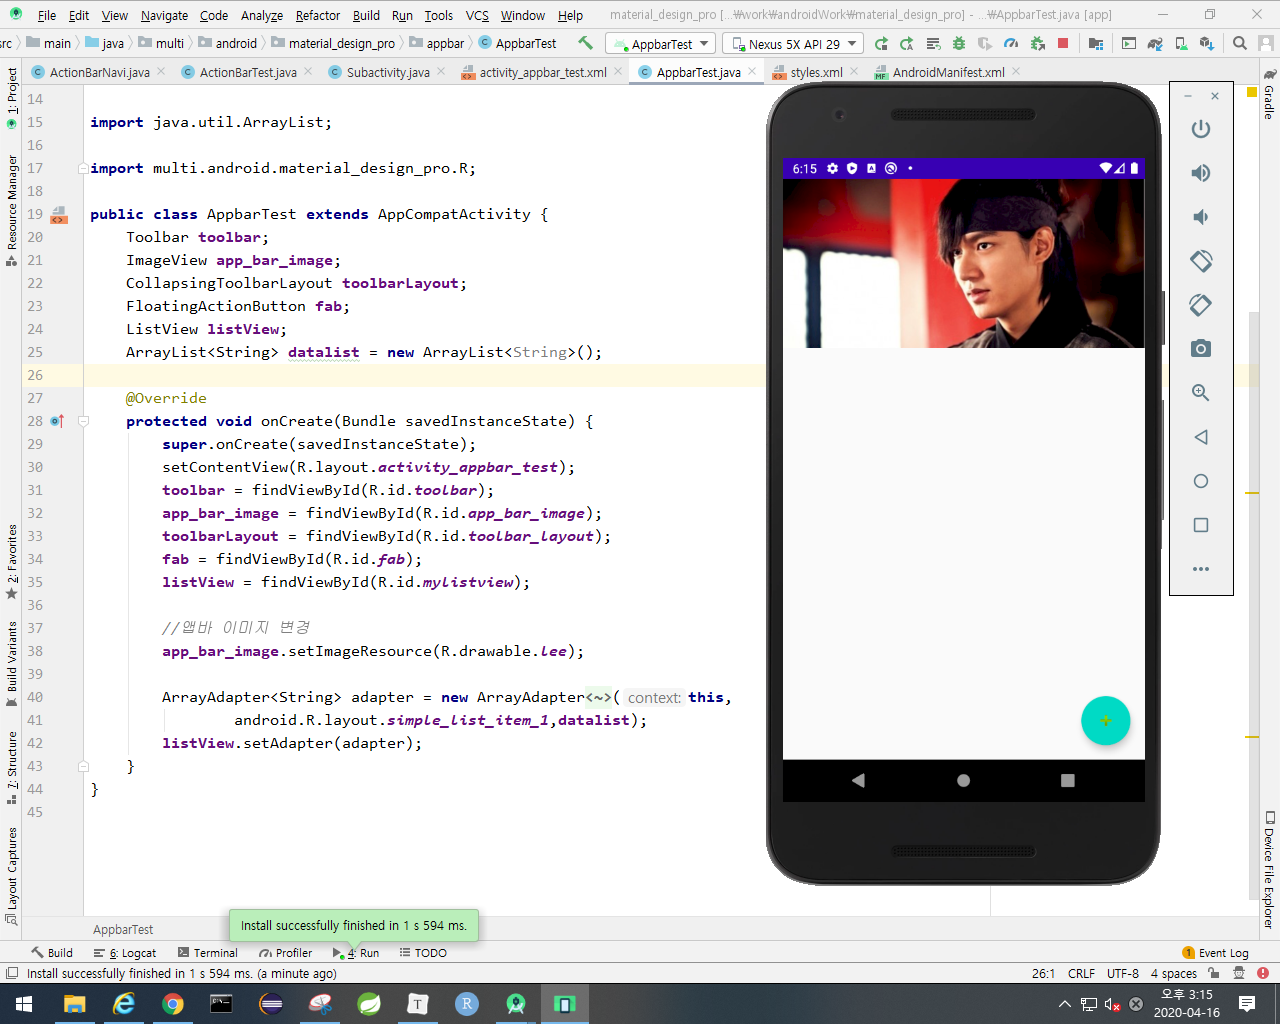 File Edit View Navigate Code Analyze Refactor Build Run Tools VCS Window Help material_design_pro [...₩work₩androidWork₩material_design_pro] - ...₩AppbarTest.java [app]
src main java multi android material_design_pro appbar AppbarTest AppbarTest Nexus 5X API 29
ActionBarNavi.java ActionBarTest.java Subactivity.java activity_appbar_test.xml AppbarTest.java styles.xml AndroidManifest.xml
1: Project
Resource Manager
2: Favorites
Build Variants
7: Structure
Layout Captures
14
15 import java.util.ArrayList;
16
17 import multi.android.material_design_pro.R;
18
19 public class AppbarTest extends AppCompatActivity {
20 Toolbar toolbar;
21 ImageView app_bar_image;
22 CollapsingToolbarLayout toolbarLayout;
23 FloatingActionButton fab;
24 ListView listView;
25 ArrayList<String> datalist = new ArrayList<String>();
26
27 @Override
28 protected void onCreate(Bundle savedInstanceState) {
29 super.onCreate(savedInstanceState);
30 setContentView(R.layout.activity_appbar_test);
31 toolbar = findViewById(R.id.toolbar);
32 app_bar_image = findViewById(R.id.app_bar_image);
33 toolbarLayout = findViewById(R.id.toolbar_layout);
34 fab = findViewById(R.id.fab);
35 listView = findViewById(R.id.mylistview);
36
37 //앱바 이미지 변경
38 app_bar_image.setImageResource(R.drawable.lee);
39
40 ArrayAdapter<String> adapter = new ArrayAdapter<~>( context: this,
41 android.R.layout.simple_list_item_1,datalist);
42 listView.setAdapter(adapter);
43 }
44 }
45
6:15
Gradle
Device File Explorer
AppbarTest
Install successfully finished in 1 s 594 ms.
Build 6: Logcat Terminal Profiler 4: Run TODO 1 Event Log
Install successfully finished in 1 s 594 ms. (a minute ago) 26:1 CRLF UTF-8 4 spaces
오후 3:15
2020-04-16